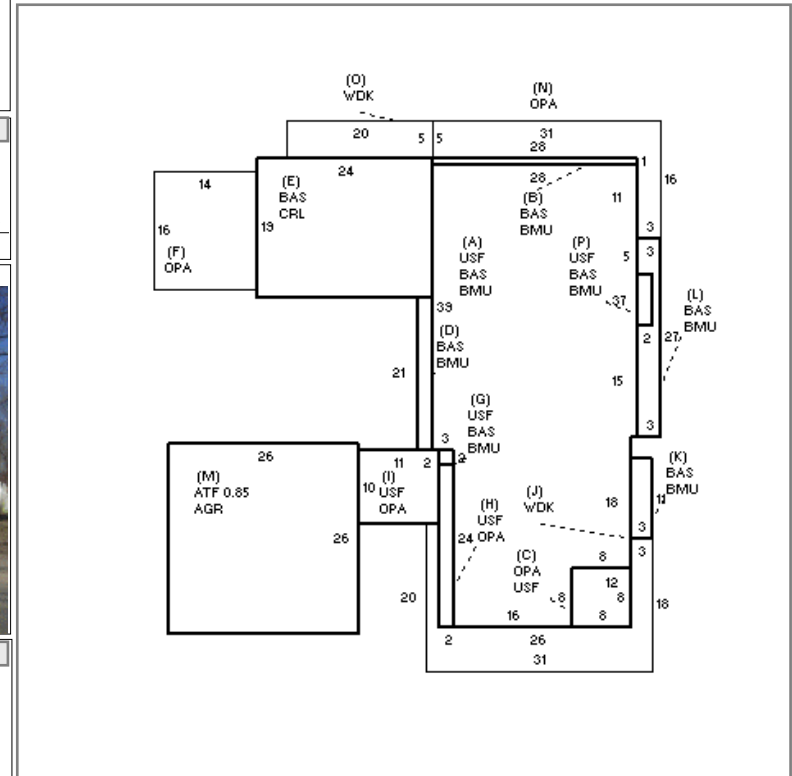 (O)
WDK
(N)
OPA
20
5
5
31
28
24
(E)
BAS
CRL
28
1
14
16
(F)
OPA
19
(B)
BAS
BMU
11
16
(A)
USF
BAS
BMU
(P)
USF
BAS
BMU
3
5
3
39
37
(L)
BAS
BMU
(D)
BAS
BMU
2
27
21
15
(G)
USF
BAS
BMU
3
3
26
(M)
ATF 0.85
AGR
11
2
10
(I)
USF
OPA
(K)
BAS
BMU
(J)
WDK
18
(H)
USF
OPA
3
26
24
3
(C)
OPA
USF
8
12
20
8
8
18
16
8
2
26
31